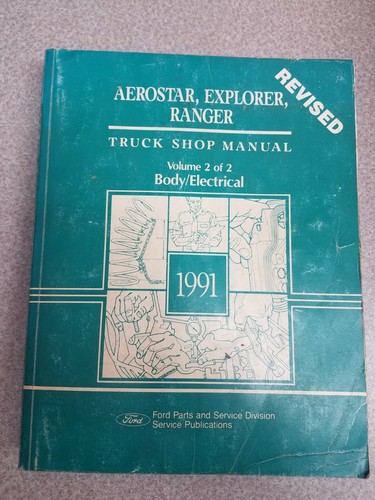 REVISED
AEROSTAR, EXPLORER,
RANGER
TRUCK SHOP MANUAL
Volume 2 of 2
Body/Electrical
1991
Ford
Ford Parts and Service Division
Service Publications